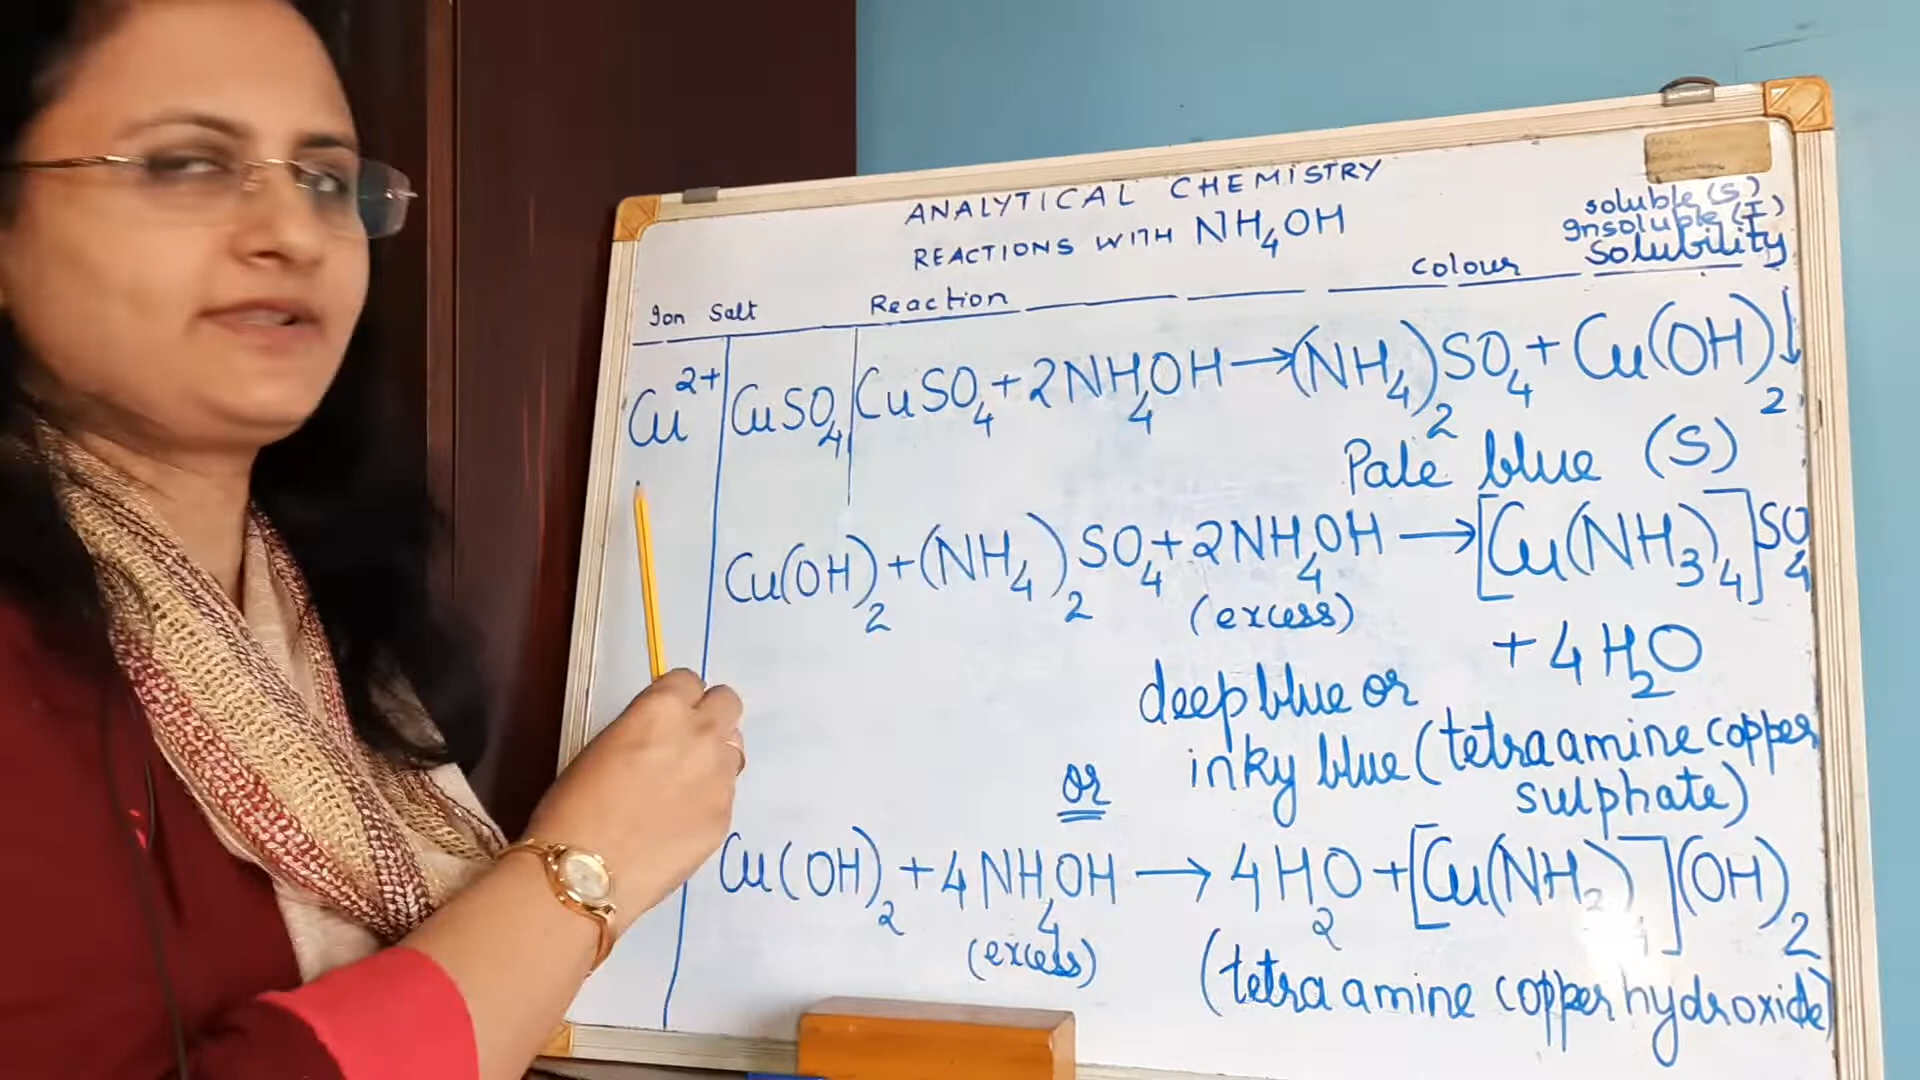 ANALYTICAL CHEMISTRY
REACTIONS WITH NH₄OH
soluble (S)
Insoluble (I)
Ion Salt Reaction Colour Solubility
Cu²⁺ CuSO₄ CuSO₄ + 2NH₄OH → (NH₄)₂SO₄ + Cu(OH)₂↓
Pale blue (S)
Cu(OH)₂ + (NH₄)₂SO₄ + 2NH₄OH → [Cu(NH₃)₄]SO₄
(excess)
+ 4H₂O
deep blue or
inky blue (tetraamine copper
sulphate)
or
Cu(OH)₂ + 4NH₄OH → 4H₂O + [Cu(NH₃)₄](OH)₂
(excess)
(tetra amine copper hydroxide)